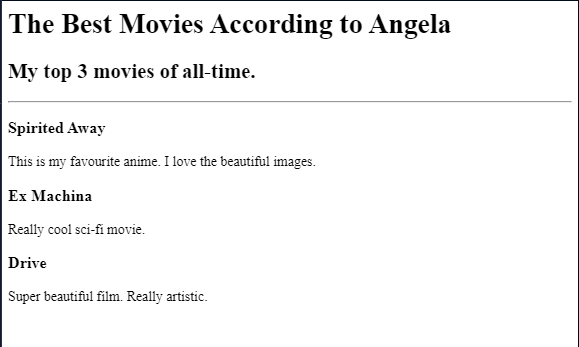 The Best Movies According to Angela
My top 3 movies of all-time.
Spirited Away
This is my favourite anime. I love the beautiful images.
Ex Machina
Really cool sci-fi movie.
Drive
Super beautiful film. Really artistic.